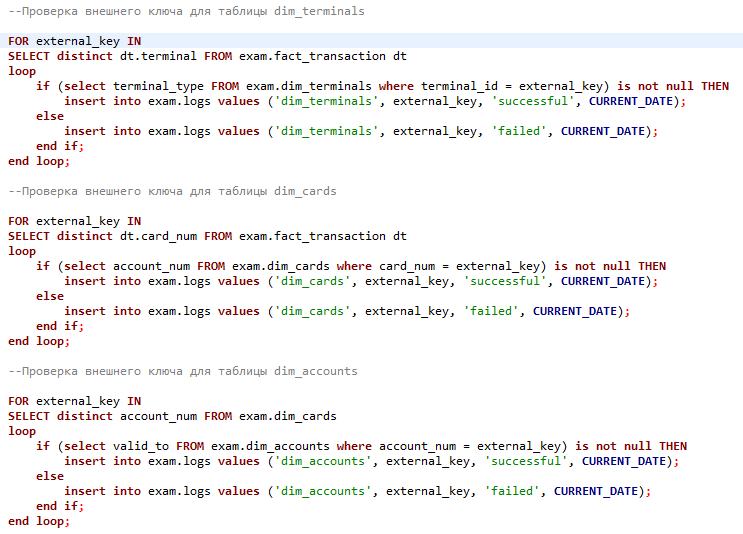 --Проверка внешнего ключа для таблицы dim_terminals
FOR external_key IN
SELECT distinct dt.terminal FROM exam.fact_transaction dt
loop
if (select terminal_type FROM exam.dim_terminals where terminal_id = external_key) is not null THEN
insert into exam.logs values ('dim_terminals', external_key, 'successful', CURRENT_DATE);
else
insert into exam.logs values ('dim_terminals', external_key, 'failed', CURRENT_DATE);
end if;
end loop;
--Проверка внешнего ключа для таблицы dim_cards
FOR external_key IN
SELECT distinct dt.card_num FROM exam.fact_transaction dt
loop
if (select account_num FROM exam.dim_cards where card_num = external_key) is not null THEN
insert into exam.logs values ('dim_cards', external_key, 'successful', CURRENT_DATE);
else
insert into exam.logs values ('dim_cards', external_key, 'failed', CURRENT_DATE);
end if;
end loop;
--Проверка внешнего ключа для таблицы dim_accounts
FOR external_key IN
SELECT distinct account_num FROM exam.dim_cards
loop
if (select valid_to FROM exam.dim_accounts where account_num = external_key) is not null THEN
insert into exam.logs values ('dim_accounts', external_key, 'successful', CURRENT_DATE);
else
insert into exam.logs values ('dim_accounts', external_key, 'failed', CURRENT_DATE);
end if;
end loop;